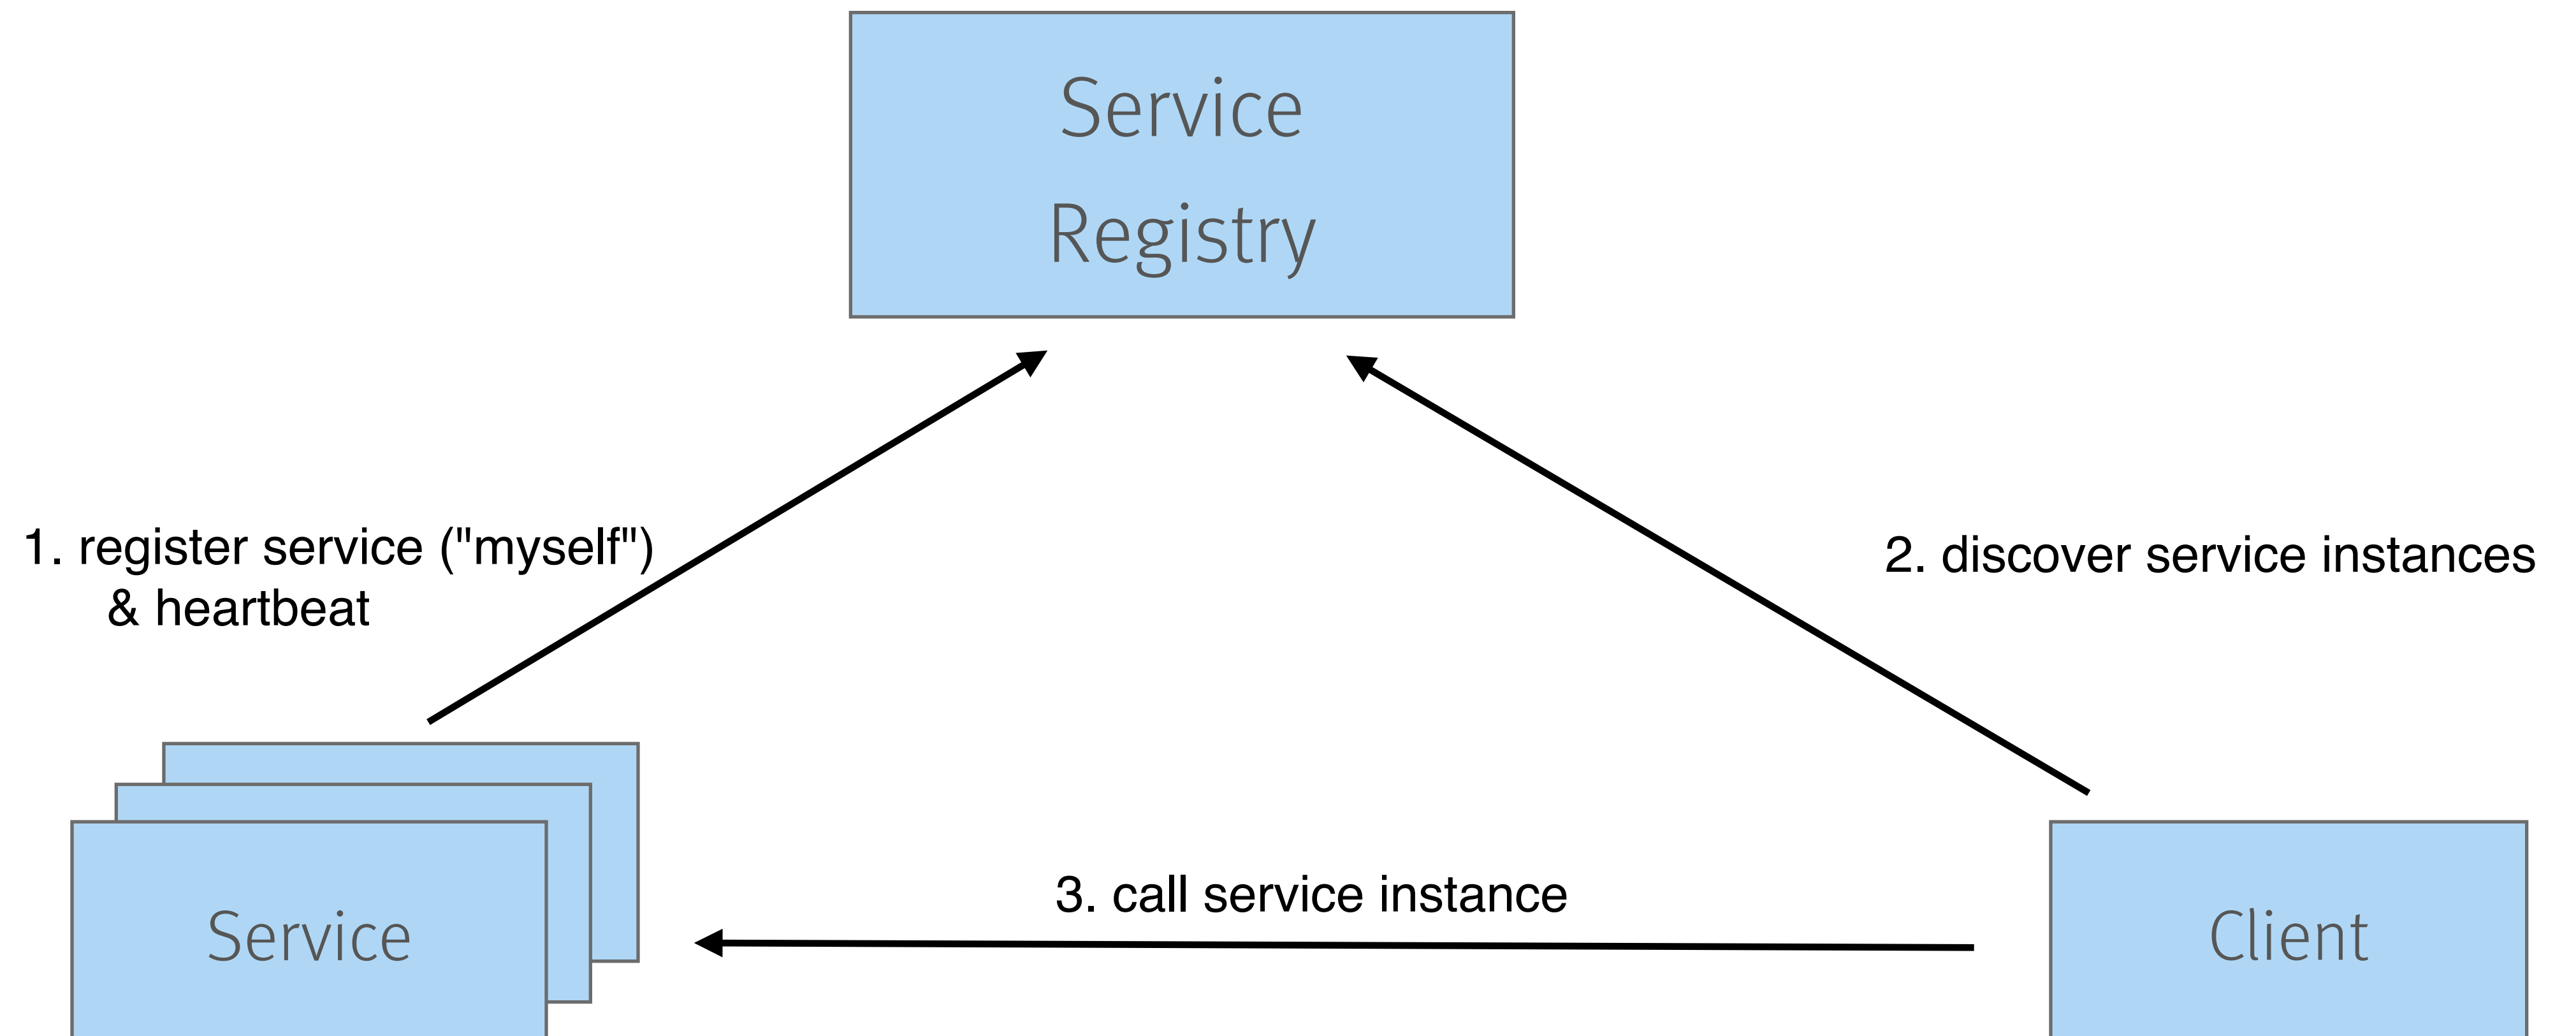 Service
Registry
1. register service ("myself")
& heartbeat
2. discover service instances
3. call service instance
Service
Client